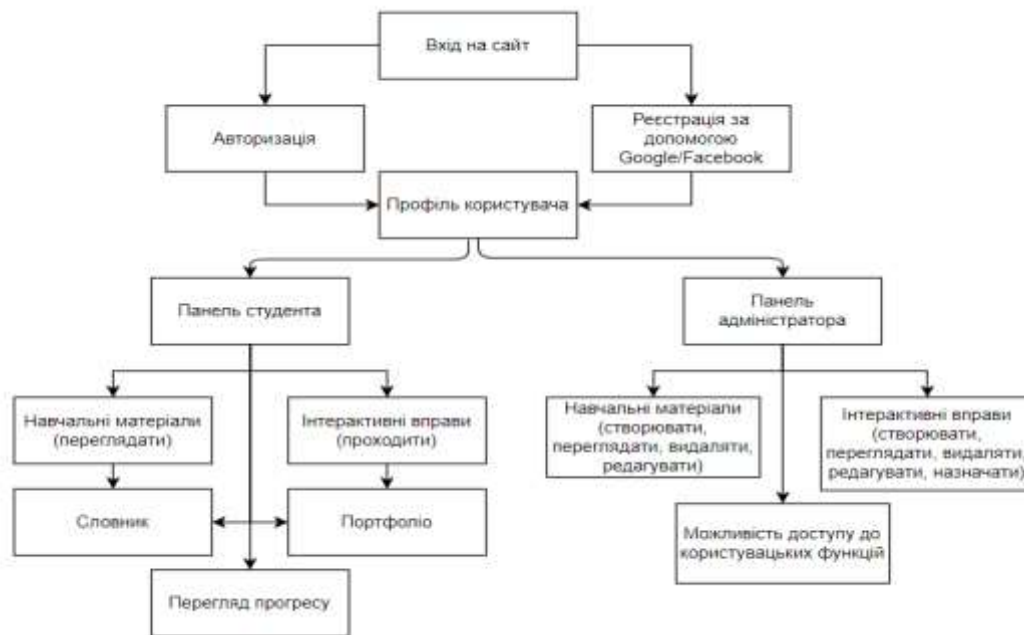 Вхід на сайт
Авторизація
Реєстрація за
допомогою
Google/Facebook
Профіль користувача
Панель студента
Панель
адміністратора
Навчальні матеріали
(переглядати)
Інтерактивні вправи
(проходити)
Навчальні матеріали
(створювати,
переглядати, видаляти,
редагувати)
Інтерактивні вправи
(створювати,
переглядати, видаляти,
редагувати, назначати)
Словник
Портфоліо
Можливість доступу до
користувацьких функцій
Перегляд прогресу